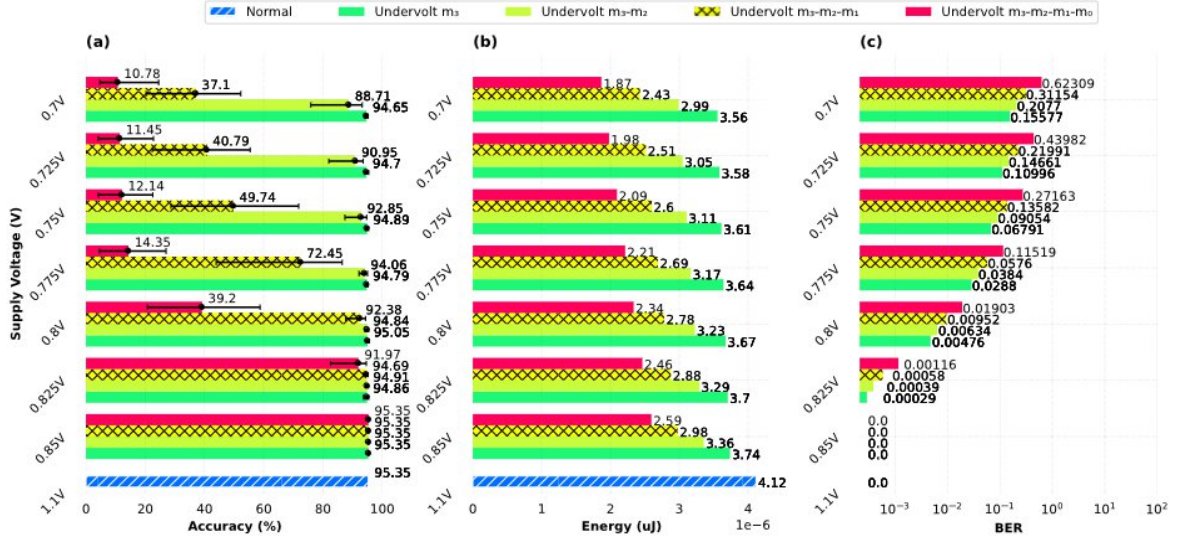 Normal
Undervolt m₃
Undervolt m₃-m₂
Undervolt m₃-m₂-m₁
Undervolt m₃-m₂-m₁-m₀
(a)
Supply Voltage (V)
0.7V
10.78
37.1
88.71
94.65
0.725V
11.45
40.79
90.95
94.7
0.75V
12.14
49.74
92.85
94.89
0.775V
14.35
72.45
94.06
94.79
0.8V
39.2
92.38
94.84
95.05
0.825V
91.97
94.69
94.91
94.86
0.85V
95.35
95.35
95.35
95.35
1.1V
95.35
0 20 40 60 80 100
Accuracy (%)
(b)
0.7V
1.87
2.43
2.99
3.56
0.725V
1.98
2.51
3.05
3.58
0.75V
2.09
2.6
3.11
3.61
0.775V
2.21
2.69
3.17
3.64
0.8V
2.34
2.78
3.23
3.67
0.825V
2.46
2.88
3.29
3.7
0.85V
2.59
2.98
3.36
3.74
1.1V
4.12
0 1 2 3 4
1e−6
Energy (uJ)
(c)
0.7V
0.62309
0.31154
0.2077
0.15577
0.725V
0.43982
0.21991
0.14661
0.10996
0.75V
0.27163
0.13582
0.09054
0.06791
0.775V
0.11519
0.0576
0.0384
0.0288
0.8V
0.01903
0.00952
0.00634
0.00476
0.825V
0.00116
0.00058
0.00039
0.00029
0.85V
0.0
0.0
0.0
0.0
1.1V
0.0
10⁻³ 10⁻² 10⁻¹ 10⁰ 10¹ 10²
BER